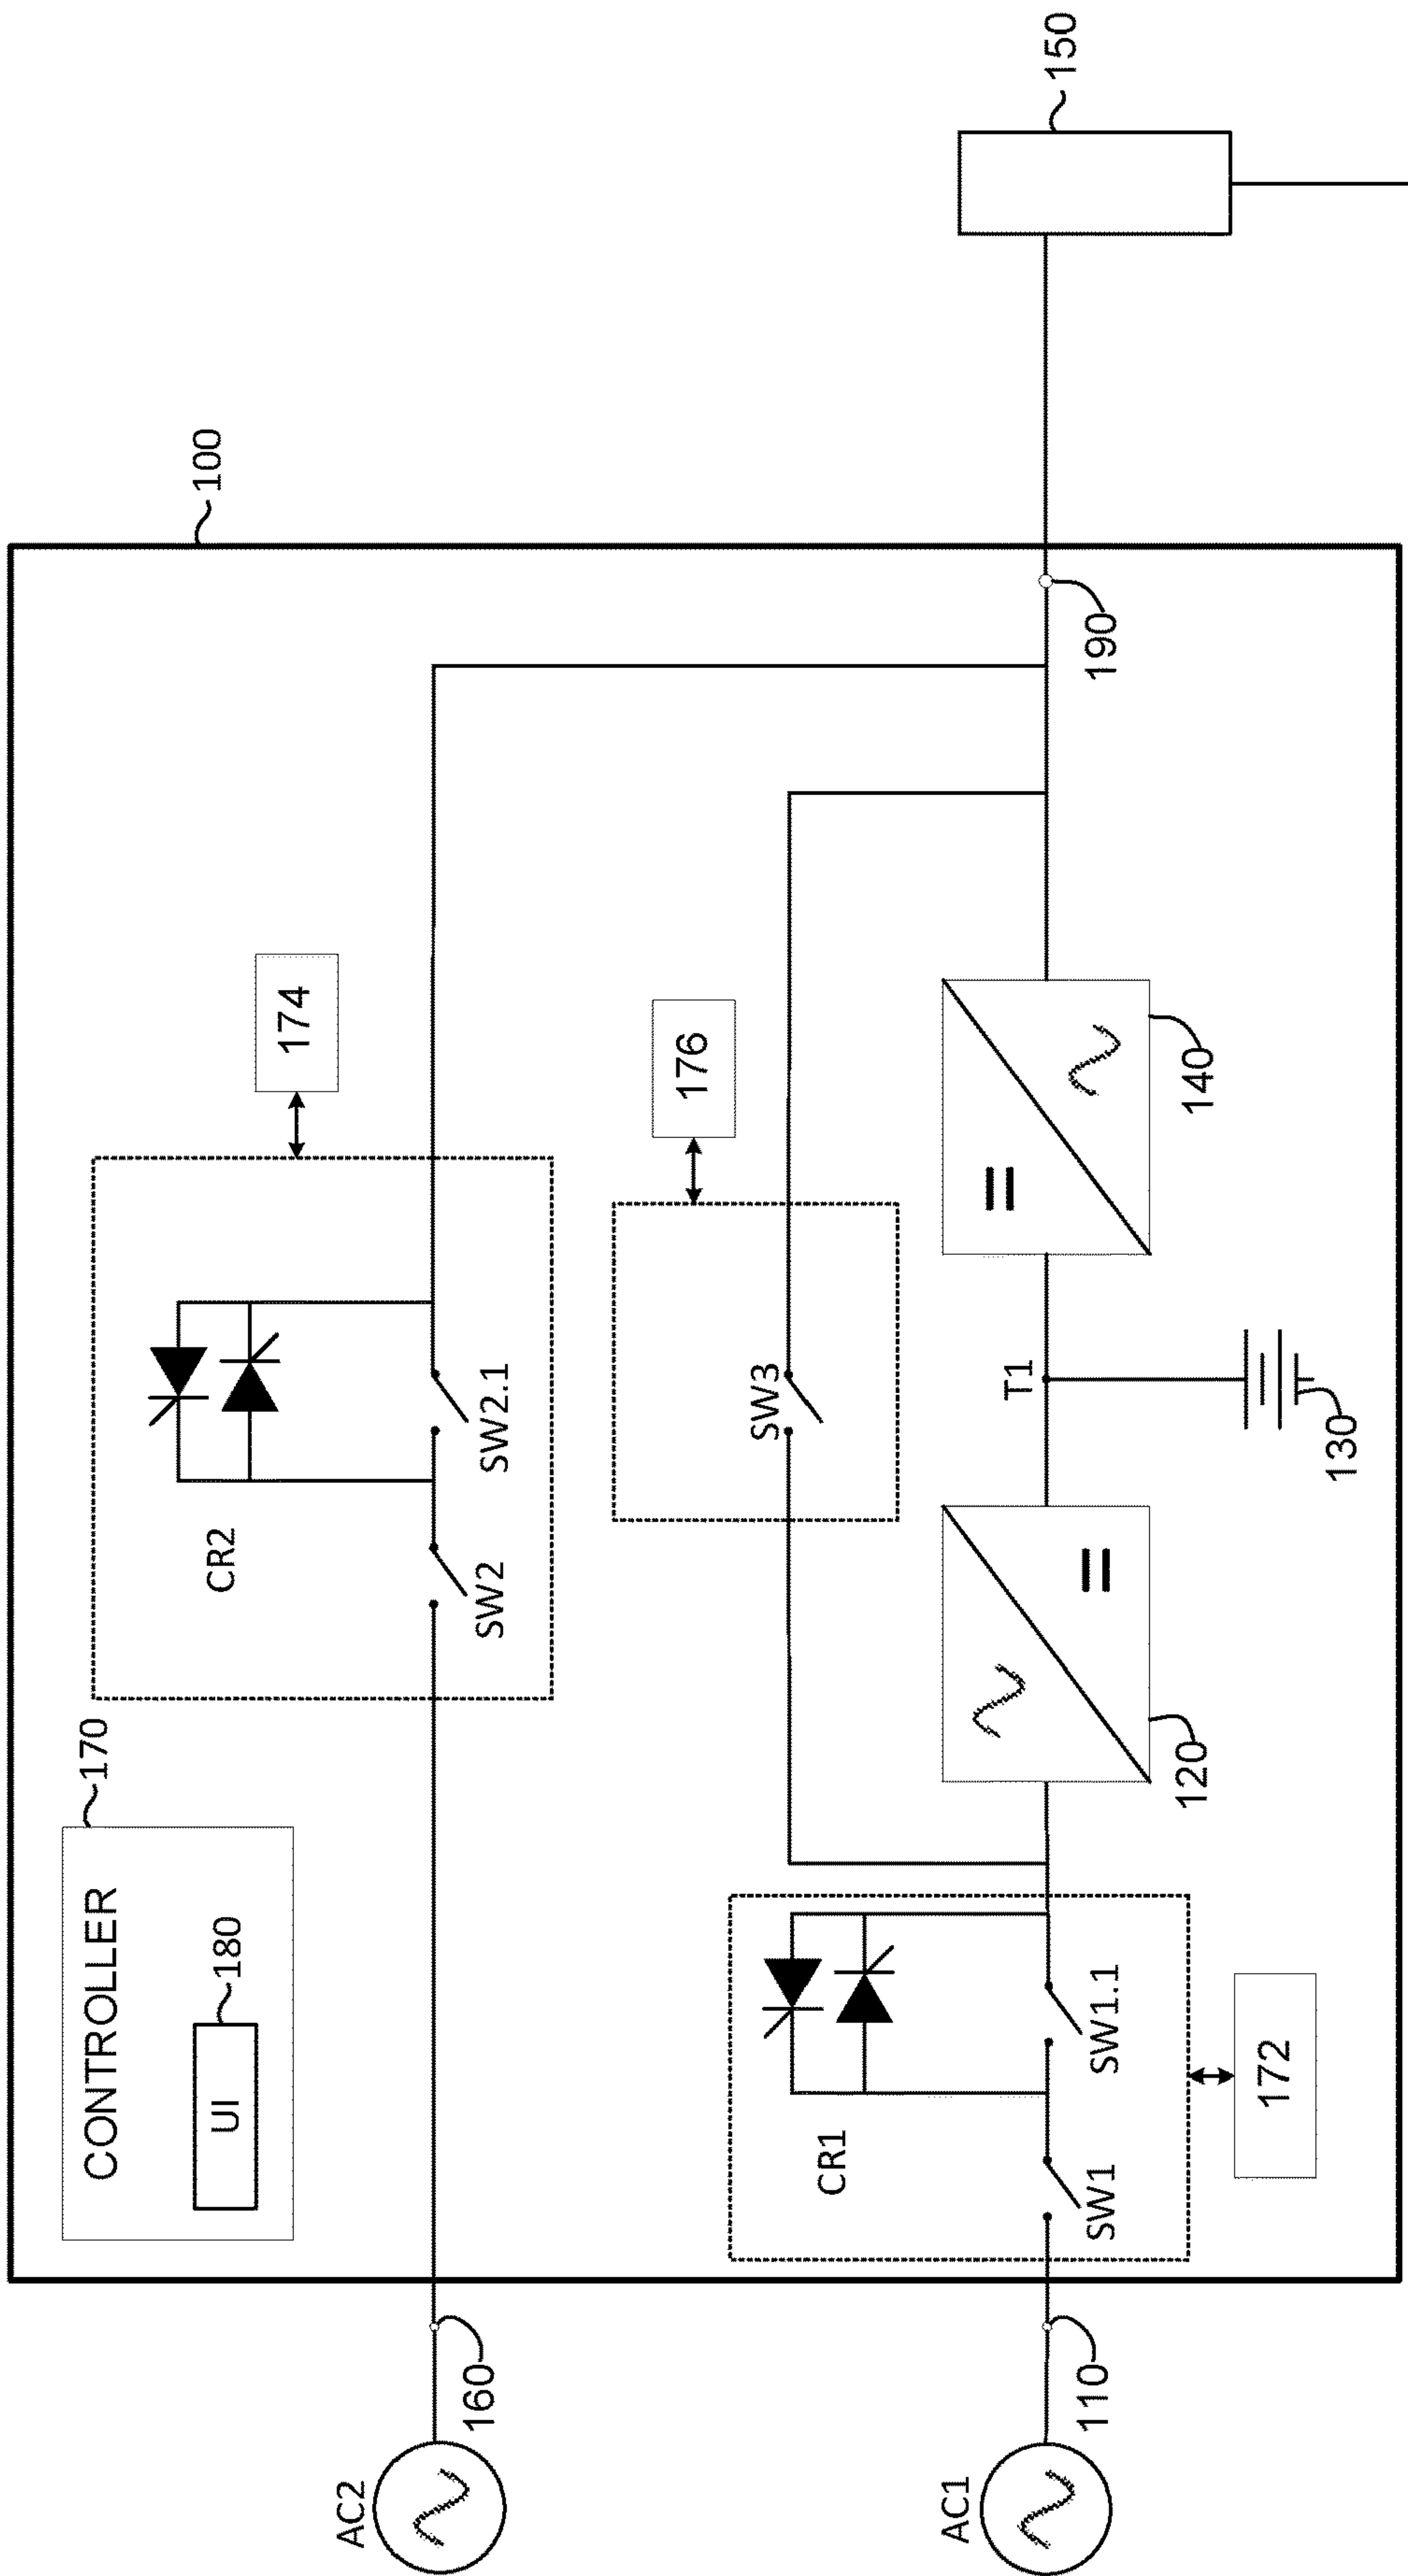 CONTROLLER
170
UI
180
CR2
SW2
SW2.1
174
100
AC2
160
SW3
176
CR1
SW1
SW1.1
172
T1
120
130
140
190
150
AC1
110